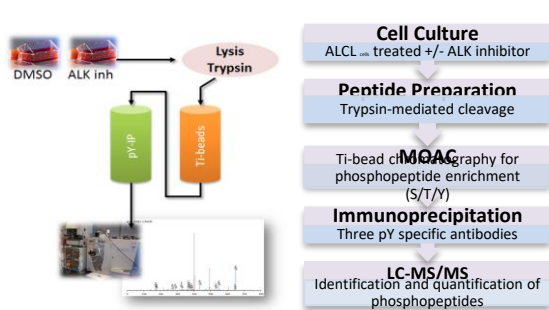 DMSO
ALK inh
Lysis
Trypsin
pY-IP
Ti-beads
Cell Culture
ALCL cells treated +/- ALK inhibitor
Peptide Preparation
Trypsin-mediated cleavage
MOAC
Ti-bead chromatography for
phosphopeptide enrichment
(S/T/Y)
Immunoprecipitation
Three pY specific antibodies
LC-MS/MS
Identification and quantification of
phosphopeptides